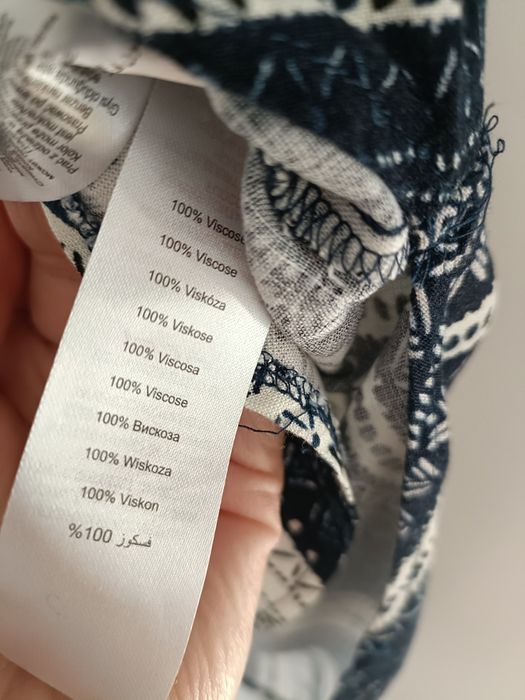 100% Viscose
100% Viscose
100% Viskóza
100% Viskose
100% Viscosa
100% Viscose
100% Вискоза
100% Wiskoza
100% Viskon
فسكوز 100%